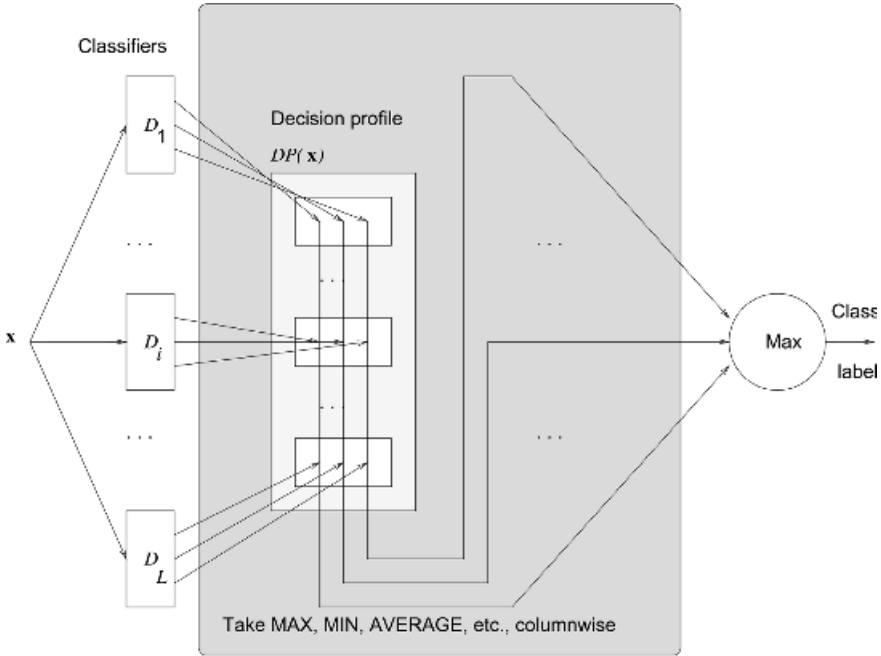 Classifiers
D1
Decision profile
DP( x )
. . .
. . .
. . .
x
Di
Max
Class
label
. . .
. . .
. . .
DL
Take MAX, MIN, AVERAGE, etc., columnwise